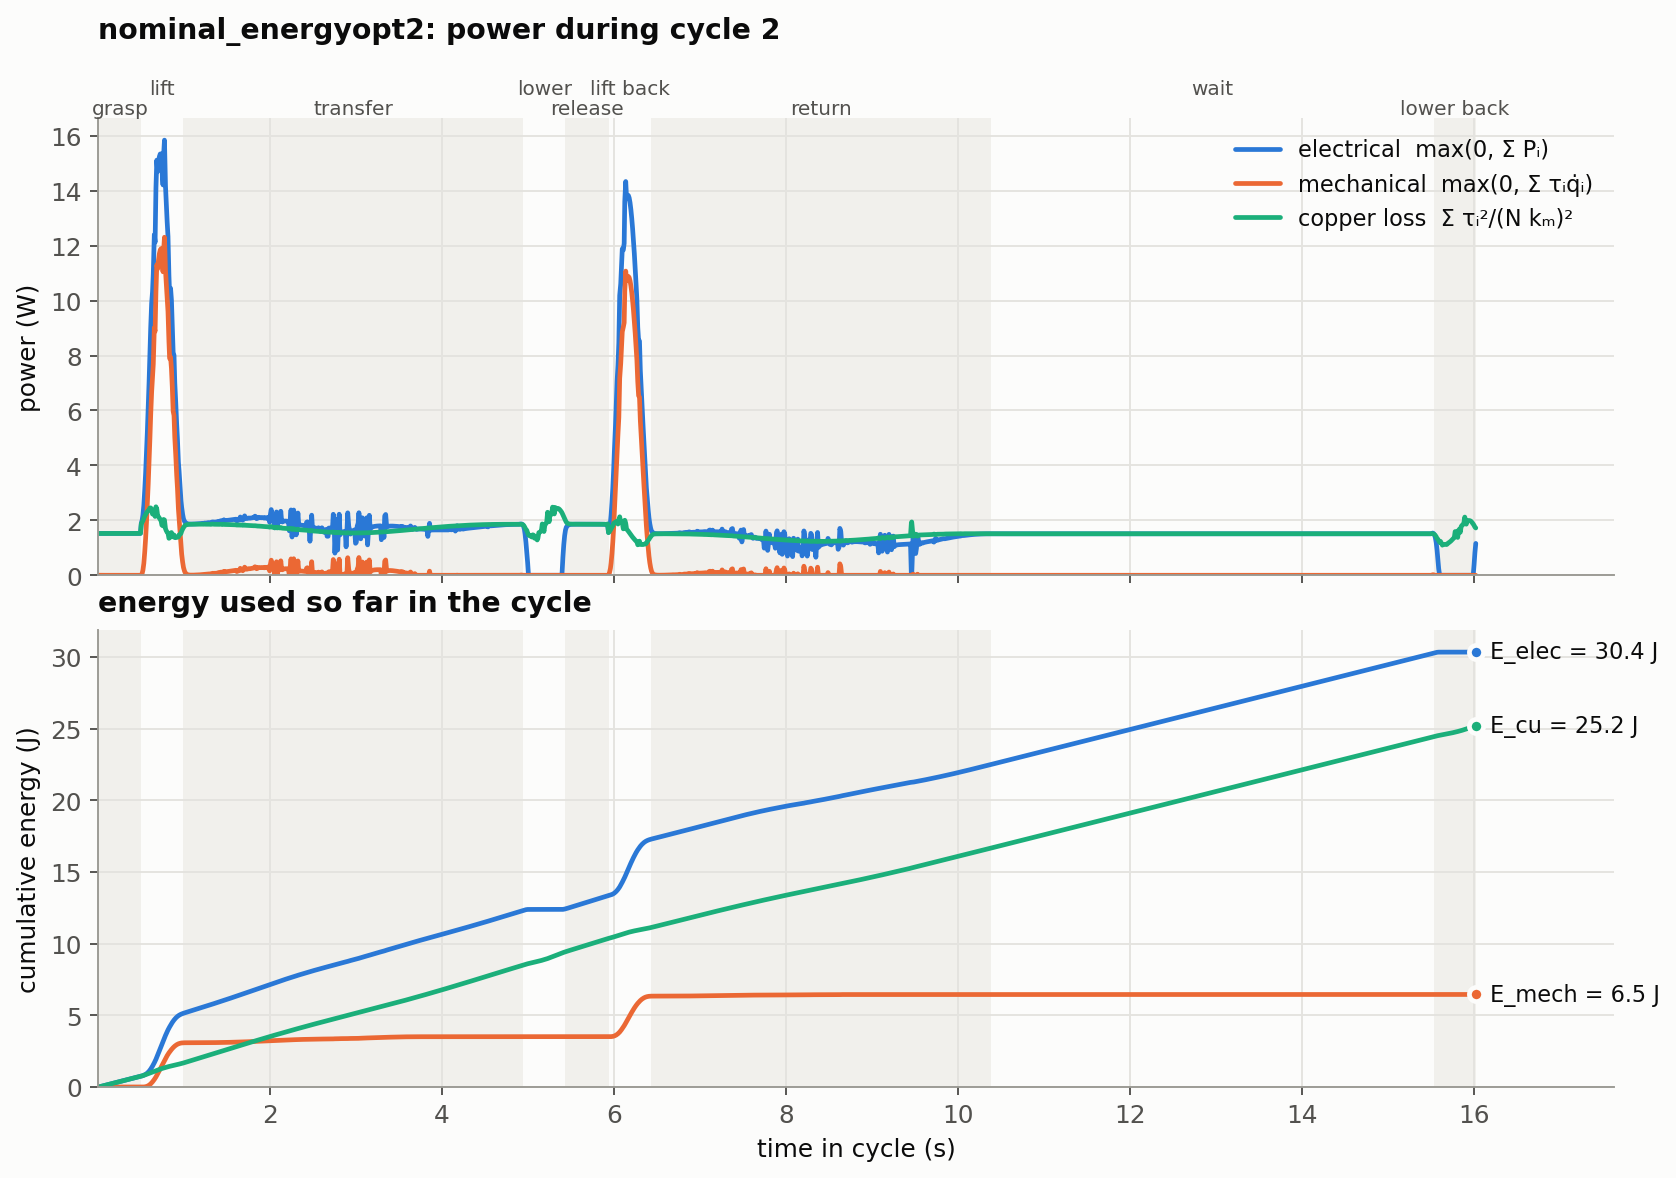 nominal_energyopt2: power during cycle 2
lift lower lift back wait
grasp transfer release return lower back
16
14
12
10
8
6
4
2
0
power (W)
electrical max(0, Σ Pᵢ)
mechanical max(0, Σ τᵢq̇ᵢ)
copper loss Σ τᵢ²/(N kₘ)²
energy used so far in the cycle
30
25
20
15
10
5
0
cumulative energy (J)
E_elec = 30.4 J
E_cu = 25.2 J
E_mech = 6.5 J
2 4 6 8 10 12 14 16
time in cycle (s)